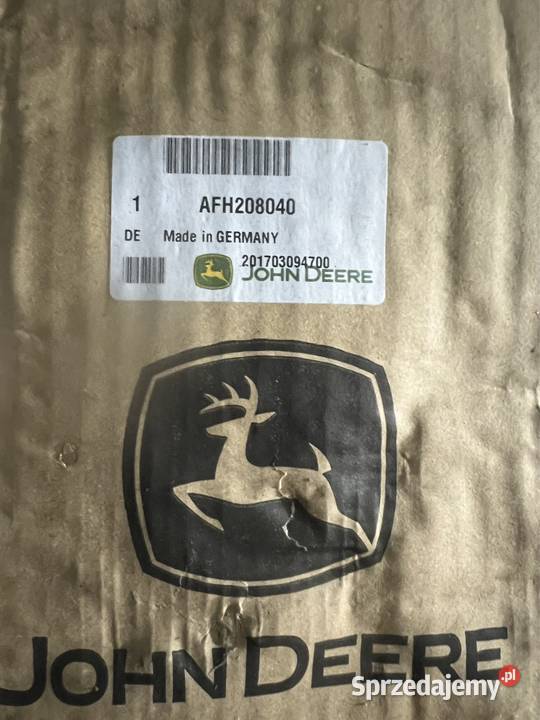 1 AFH208040
DE Made in GERMANY
201703094700
JOHN DEERE
JOHN DEERE
Sprzedajemy.pl